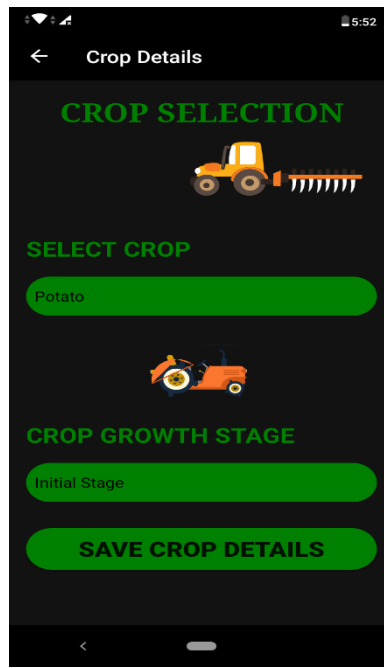 5:52
Crop Details
CROP SELECTION
SELECT CROP
Potato
CROP GROWTH STAGE
Initial Stage
SAVE CROP DETAILS